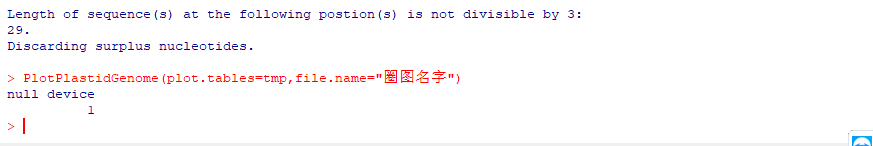 Length of sequence(s) at the following postion(s) is not divisible by 3:
29.
Discarding surplus nucleotides.
> PlotPlastidGenome(plot.tables=tmp,file.name="圈图名字")
null device
          1
>